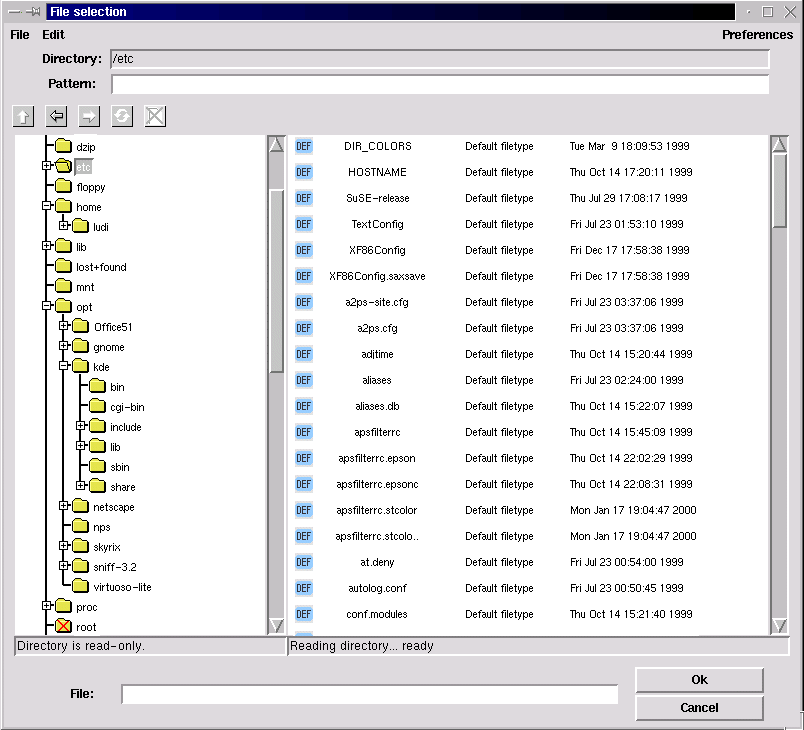 File selection
File Edit Preferences
Directory: /etc
Pattern:
dzip
etc
floppy
home
ludi
lib
lost+found
mnt
opt
Office51
gnome
kde
bin
cgi-bin
include
lib
sbin
share
netscape
nps
skyrix
sniff-3.2
virtuoso-lite
proc
root
DEF DIR_COLORS Default filetype Tue Mar 9 18:09:53 1999
DEF HOSTNAME Default filetype Thu Oct 14 17:20:11 1999
DEF SuSE-release Default filetype Thu Jul 29 17:08:17 1999
DEF TextConfig Default filetype Fri Jul 23 01:53:10 1999
DEF XF86Config Default filetype Fri Dec 17 17:58:38 1999
DEF XF86Config.saxsave Default filetype Fri Dec 17 17:58:38 1999
DEF a2ps-site.cfg Default filetype Fri Jul 23 03:37:06 1999
DEF a2ps.cfg Default filetype Fri Jul 23 03:37:06 1999
DEF adjtime Default filetype Thu Oct 14 15:20:44 1999
DEF aliases Default filetype Fri Jul 23 02:24:00 1999
DEF aliases.db Default filetype Thu Oct 14 15:22:07 1999
DEF apsfilterrc Default filetype Thu Oct 14 15:45:09 1999
DEF apsfilterrc.epson Default filetype Thu Oct 14 22:02:29 1999
DEF apsfilterrc.epsonc Default filetype Thu Oct 14 22:08:31 1999
DEF apsfilterrc.stcolor Default filetype Mon Jan 17 19:04:47 2000
DEF apsfilterrc.stcolo.. Default filetype Mon Jan 17 19:04:47 2000
DEF at.deny Default filetype Fri Jul 23 00:54:00 1999
DEF autolog.conf Default filetype Fri Jul 23 00:50:45 1999
DEF conf.modules Default filetype Thu Oct 14 15:21:40 1999
Directory is read-only.
Reading directory... ready
File:
Ok
Cancel